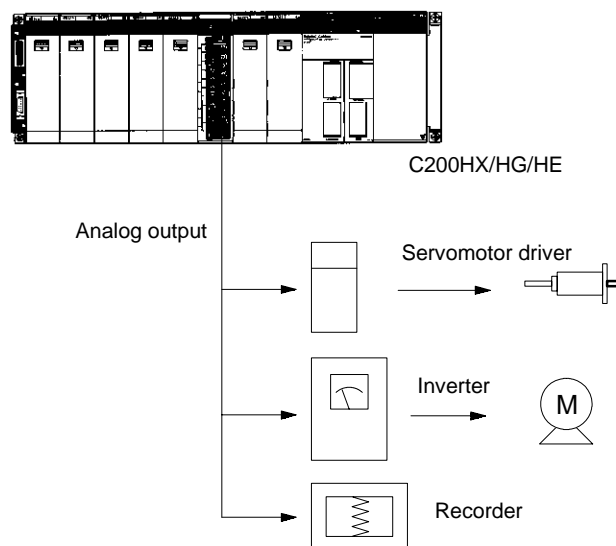 C200HX/HG/HE
Analog output
Servomotor driver
Inverter
M
Recorder